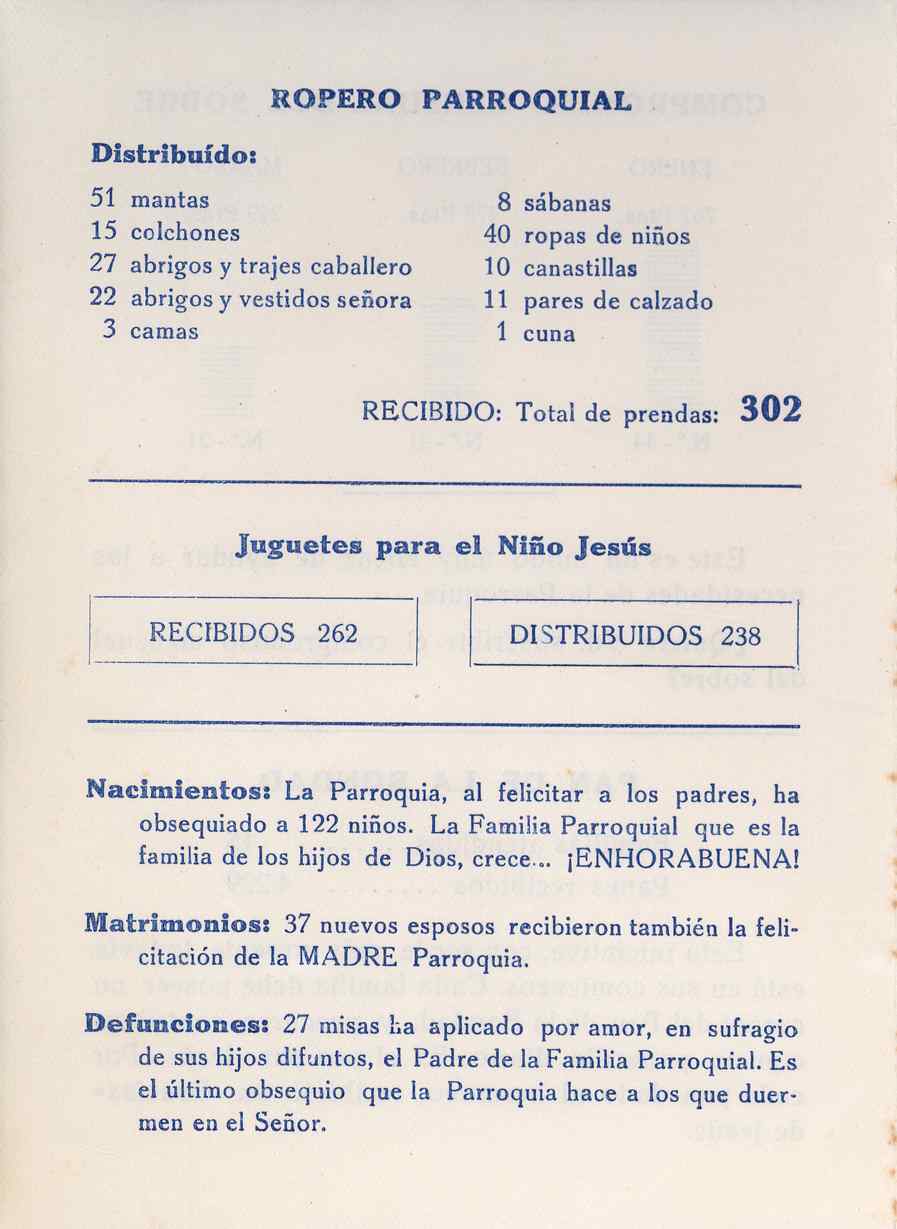 ROPERO PARROQUIAL
Distribuído:
51 mantas
15 colchones
27 abrigos y trajes caballero
22 abrigos y vestidos señora
3 camas
8 sábanas
40 ropas de niños
10 canastillas
11 pares de calzado
1 cuna
RECIBIDO: Total de prendas: 302
Juguetes para el Niño Jesús
RECIBIDOS 262
DISTRIBUIDOS 238
Nacimientos: La Parroquia, al felicitar a los padres, ha
obsequiado a 122 niños. La Familia Parroquial que es la
familia de los hijos de Dios, crece... ¡ENHORABUENA!
Matrimonios: 37 nuevos esposos recibieron también la feli-
citación de la MADRE Parroquia.
Defunciones: 27 misas ha aplicado por amor, en sufragio
de sus hijos difuntos, el Padre de la Familia Parroquial. Es
el último obsequio que la Parroquia hace a los que duer-
men en el Señor.